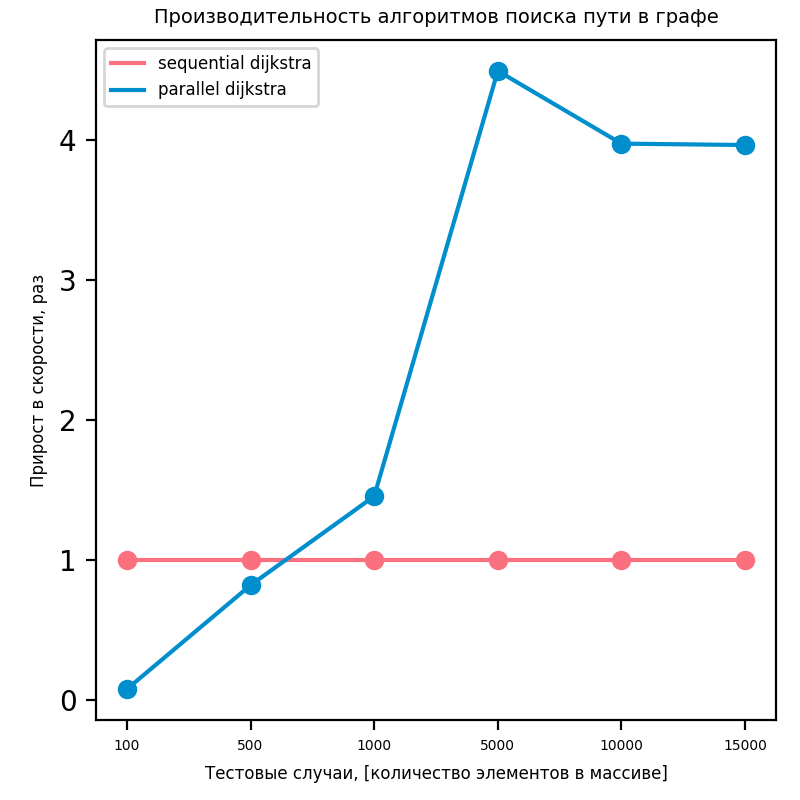 Производительность алгоритмов поиска пути в графе
sequential dijkstra
parallel dijkstra
4
3
2
1
0
Прирост в скорости, раз
100 500 1000 5000 10000 15000
Тестовые случаи, [количество элементов в массиве]